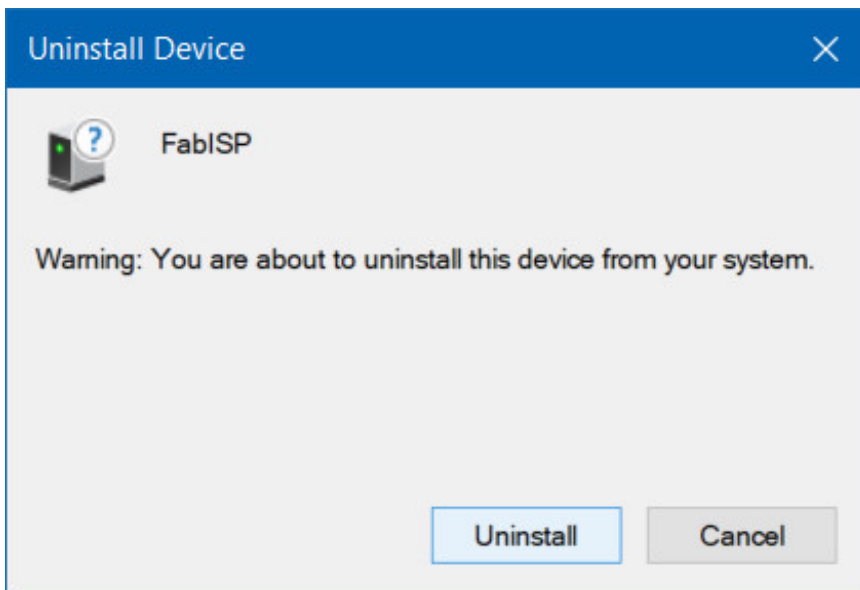 Uninstall Device
FabISP
Warning: You are about to uninstall this device from your system.
Uninstall Cancel